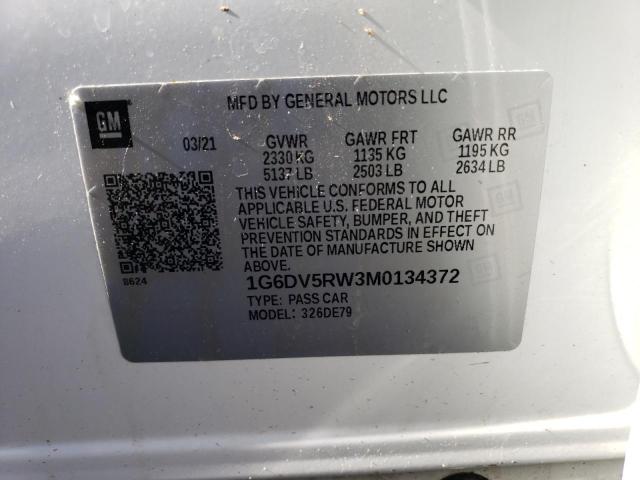 MFD BY GENERAL MOTORS LLC
GM
03/21 GVWR GAWR FRT GAWR RR
2330 KG 1135 KG 1195 KG
5137 LB 2503 LB 2634 LB
THIS VEHICLE CONFORMS TO ALL
APPLICABLE U.S. FEDERAL MOTOR
VEHICLE SAFETY, BUMPER, AND THEFT
PREVENTION STANDARDS IN EFFECT ON
THE DATE OF MANUFACTURE SHOWN
ABOVE.
8624
1G6DV5RW3M0134372
TYPE: PASS CAR
MODEL: 326DE79